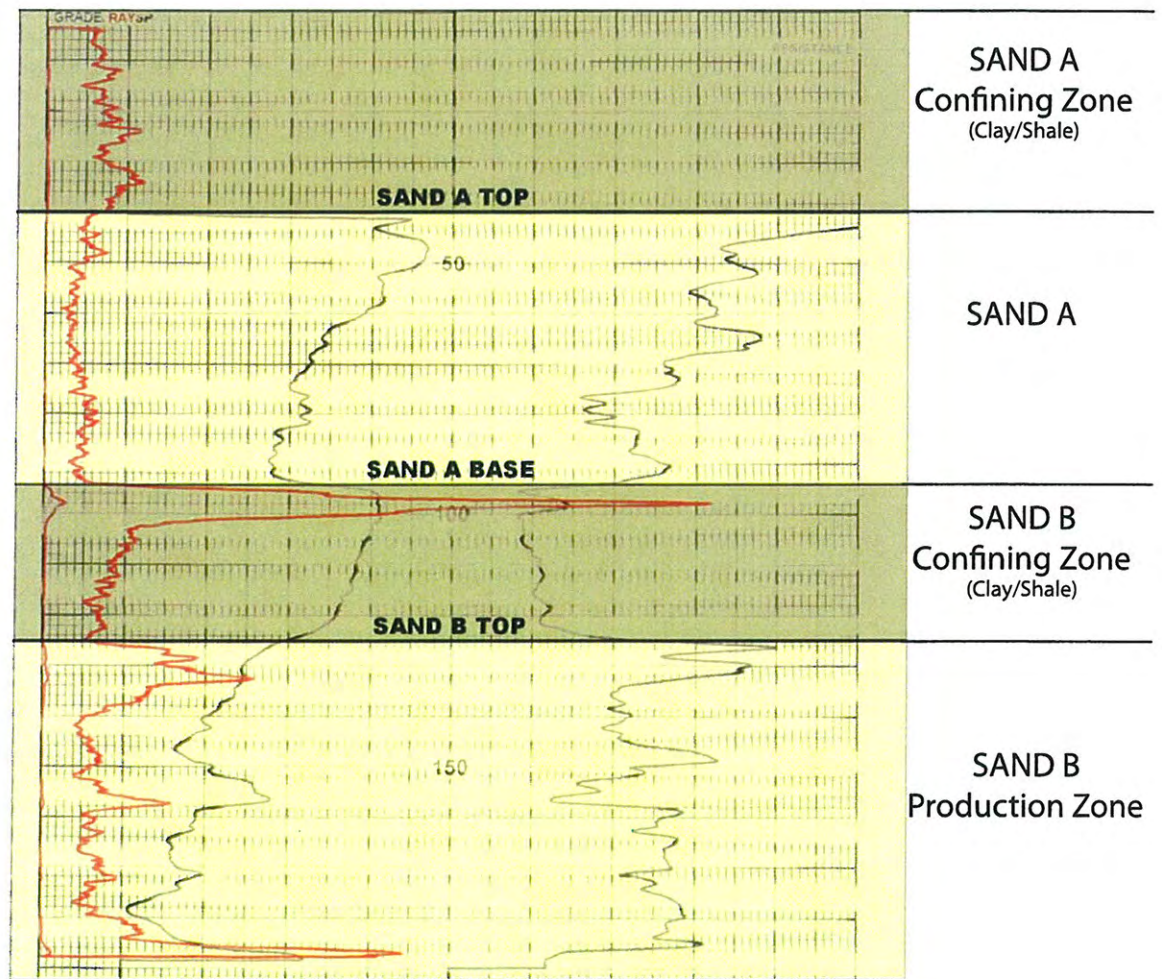 GRADE RAY SP
RESISTANCE
SAND A
Confining Zone
(Clay/Shale)
SAND A TOP
50
SAND A
SAND A BASE
100
SAND B
Confining Zone
(Clay/Shale)
SAND B TOP
150
SAND B
Production Zone